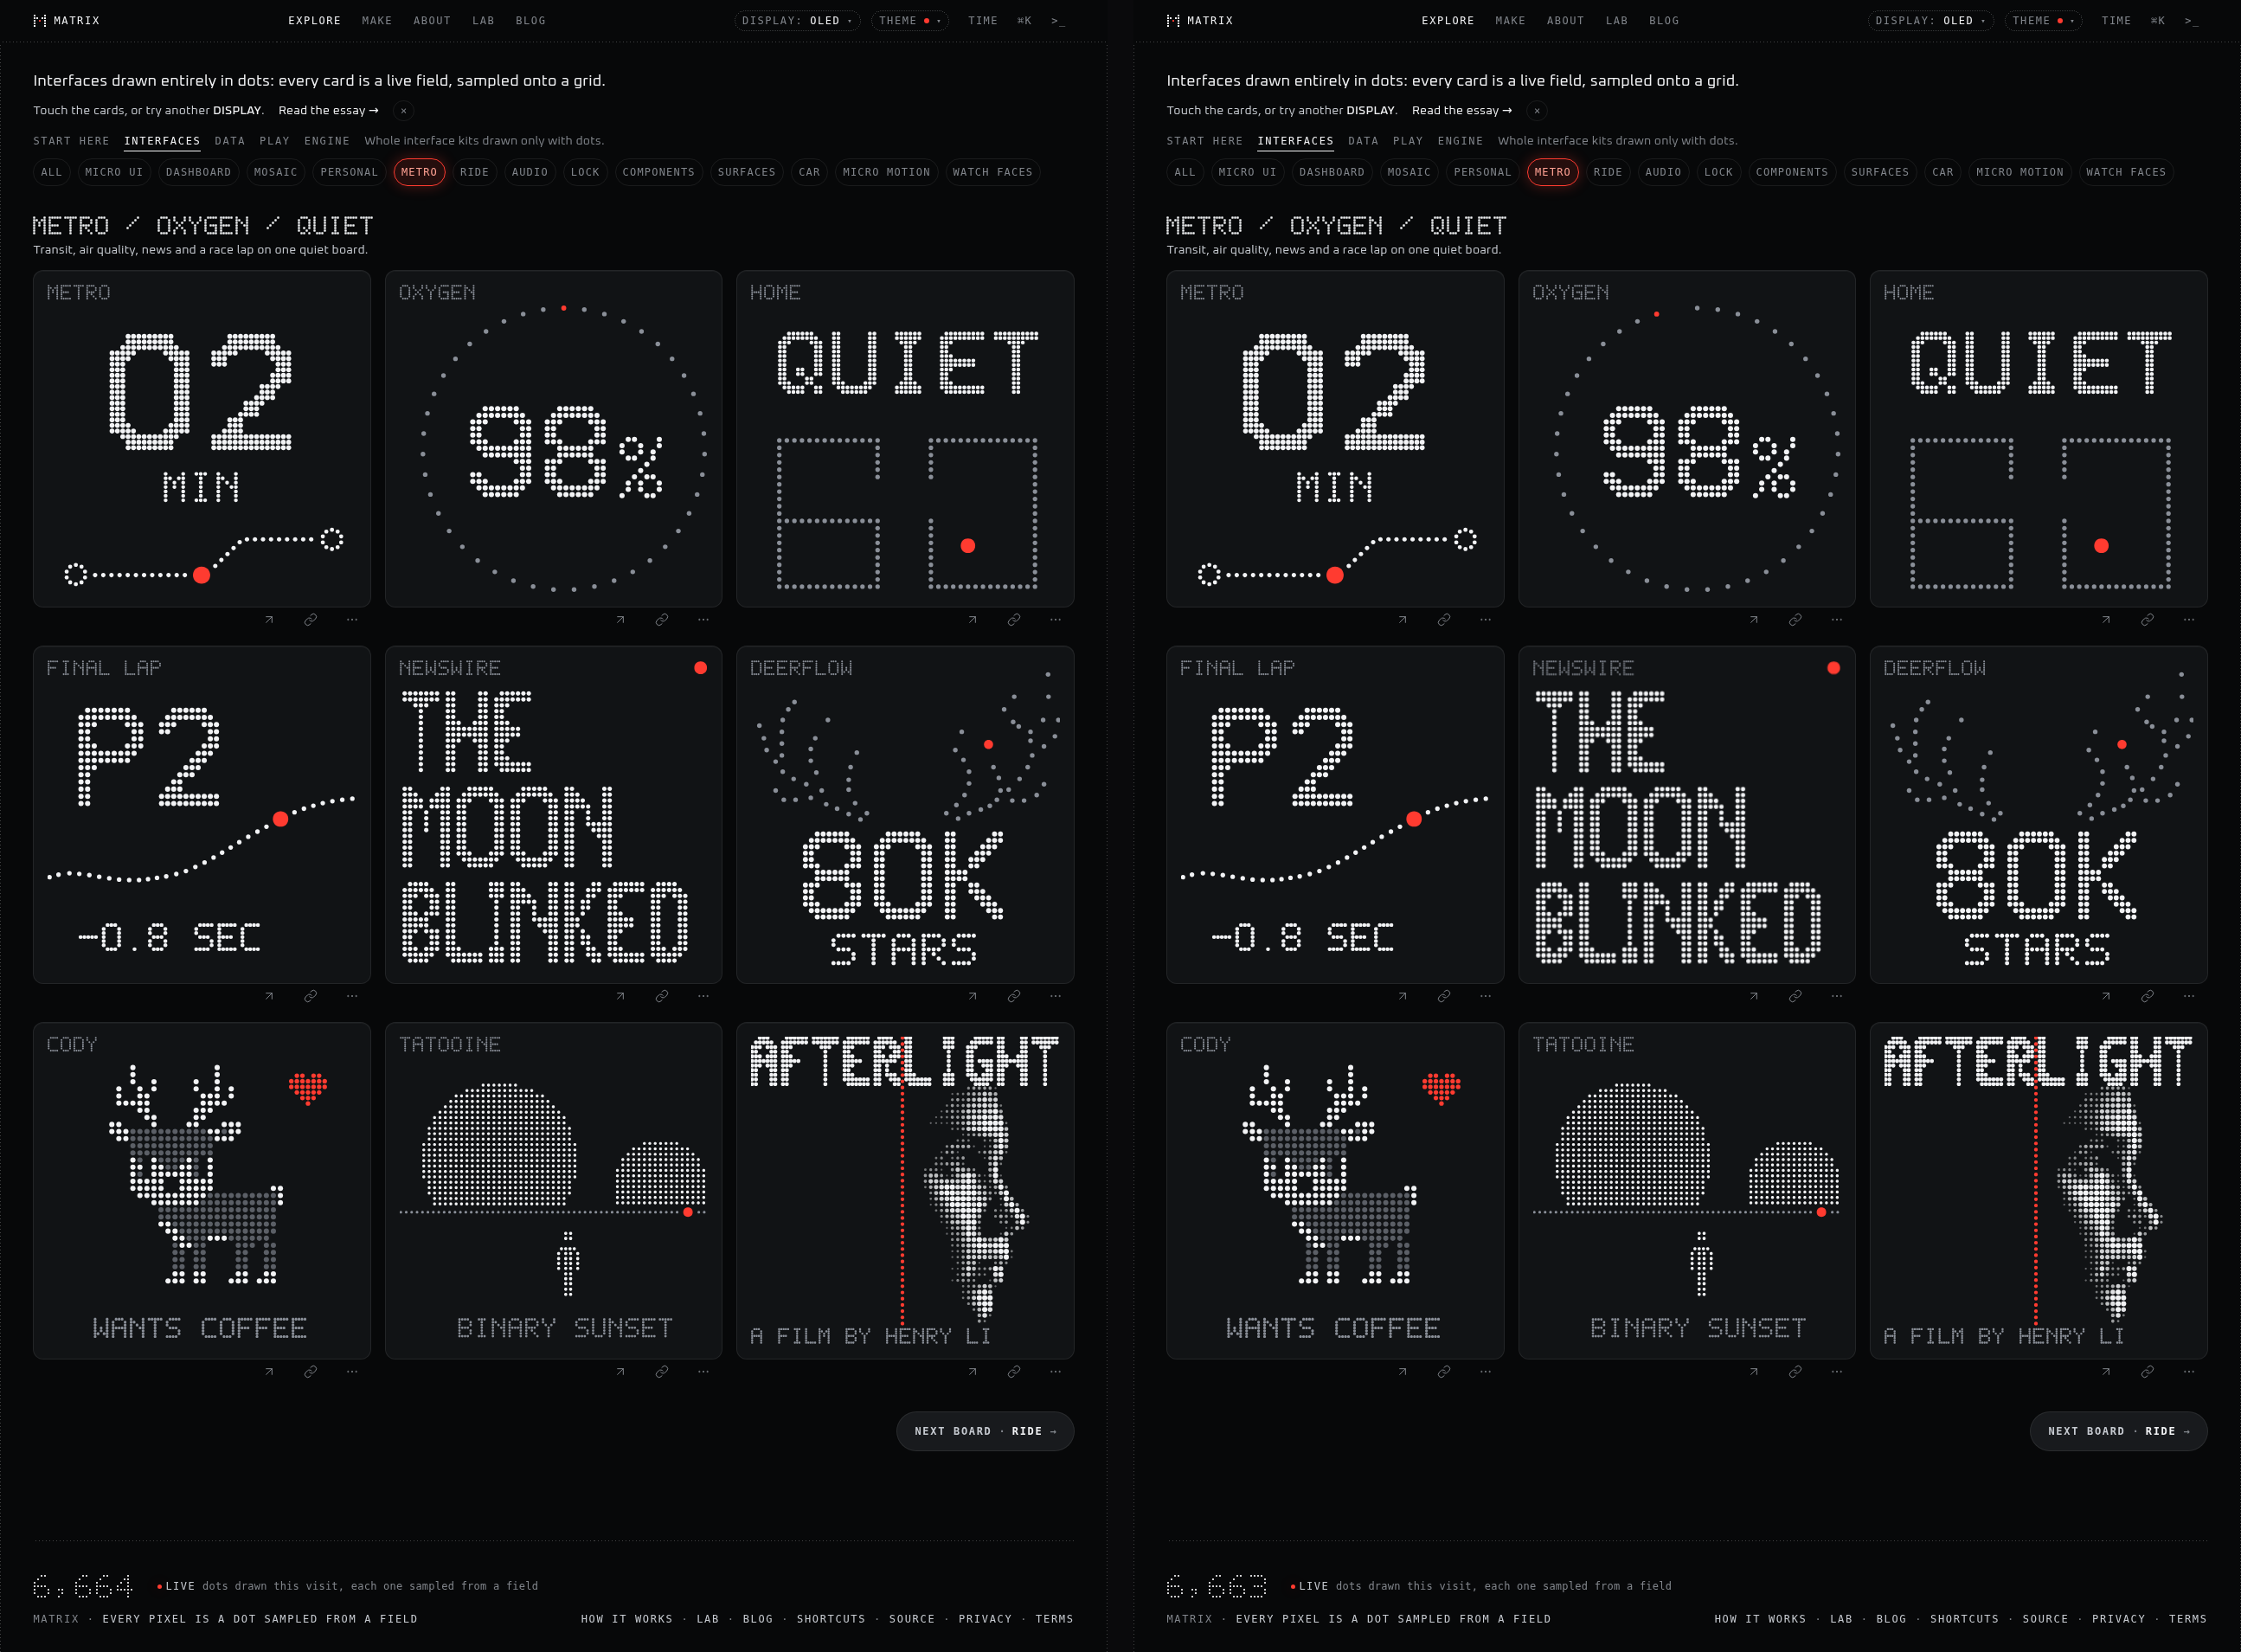 MATRIX EXPLORE MAKE ABOUT LAB BLOG DISPLAY: OLED ▾ THEME ● ▾ TIME ⌘K >_
Interfaces drawn entirely in dots: every card is a live field, sampled onto a grid.
Touch the cards, or try another DISPLAY. Read the essay → ×
START HERE INTERFACES DATA PLAY ENGINE Whole interface kits drawn only with dots.
ALL MICRO UI DASHBOARD MOSAIC PERSONAL METRO RIDE AUDIO LOCK COMPONENTS SURFACES CAR MICRO MOTION WATCH FACES
METRO / OXYGEN / QUIET
Transit, air quality, news and a race lap on one quiet board.
METRO
02
MIN
OXYGEN
98%
HOME
QUIET
FINAL LAP
P2
-0.8 SEC
NEWSWIRE
THE
MOON
BLINKED
DEERFLOW
80K
STARS
CODY
WANTS COFFEE
TATOOINE
BINARY SUNSET
AFTERLIGHT
A FILM BY HENRY LI
NEXT BOARD · RIDE →
6,664 ● LIVE dots drawn this visit, each one sampled from a field
MATRIX · EVERY PIXEL IS A DOT SAMPLED FROM A FIELD HOW IT WORKS · LAB · BLOG · SHORTCUTS · SOURCE · PRIVACY · TERMS
MATRIX EXPLORE MAKE ABOUT LAB BLOG DISPLAY: OLED ▾ THEME ● ▾ TIME ⌘K >_
Interfaces drawn entirely in dots: every card is a live field, sampled onto a grid.
Touch the cards, or try another DISPLAY. Read the essay → ×
START HERE INTERFACES DATA PLAY ENGINE Whole interface kits drawn only with dots.
ALL MICRO UI DASHBOARD MOSAIC PERSONAL METRO RIDE AUDIO LOCK COMPONENTS SURFACES CAR MICRO MOTION WATCH FACES
METRO / OXYGEN / QUIET
Transit, air quality, news and a race lap on one quiet board.
METRO
02
MIN
OXYGEN
98%
HOME
QUIET
FINAL LAP
P2
-0.8 SEC
NEWSWIRE
THE
MOON
BLINKED
DEERFLOW
80K
STARS
CODY
WANTS COFFEE
TATOOINE
BINARY SUNSET
AFTERLIGHT
A FILM BY HENRY LI
NEXT BOARD · RIDE →
6,663 ● LIVE dots drawn this visit, each one sampled from a field
MATRIX · EVERY PIXEL IS A DOT SAMPLED FROM A FIELD HOW IT WORKS · LAB · BLOG · SHORTCUTS · SOURCE · PRIVACY · TERMS